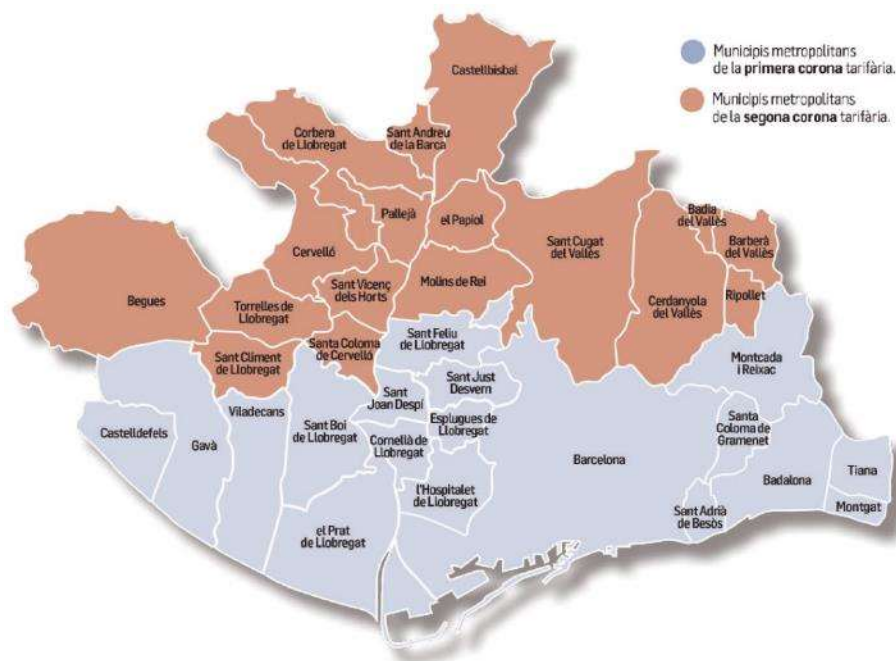 Municipis metropolitans
de la primera corona tarifària.
Municipis metropolitans
de la segona corona tarifària.
Castellbisbal
Corbera
de Llobregat
Sant Andreu
de la Barca
Pallejà
el Papiol
Cervelló
Sant Cugat
del Vallès
Badia
del Vallès
Barberà
del Vallès
Begues
Torrelles de
Llobregat
Sant Vicenç
dels Horts
Molins de Rei
Cerdanyola
del Vallès
Ripollet
Sant Climent
de Llobregat
Santa Coloma
de Cervelló
Sant Feliu
de Llobregat
Montcada
i Reixac
Sant Just
Desvern
Sant
Joan Despí
Viladecans
Castelldefels
Gavà
Sant Boi
de Llobregat
Cornellà de
Llobregat
Esplugues de
Llobregat
Santa
Coloma de
Gramenet
Barcelona
Badalona
Tiana
Montgat
l'Hospitalet
de Llobregat
Sant Adrià
de Besòs
el Prat
de Llobregat